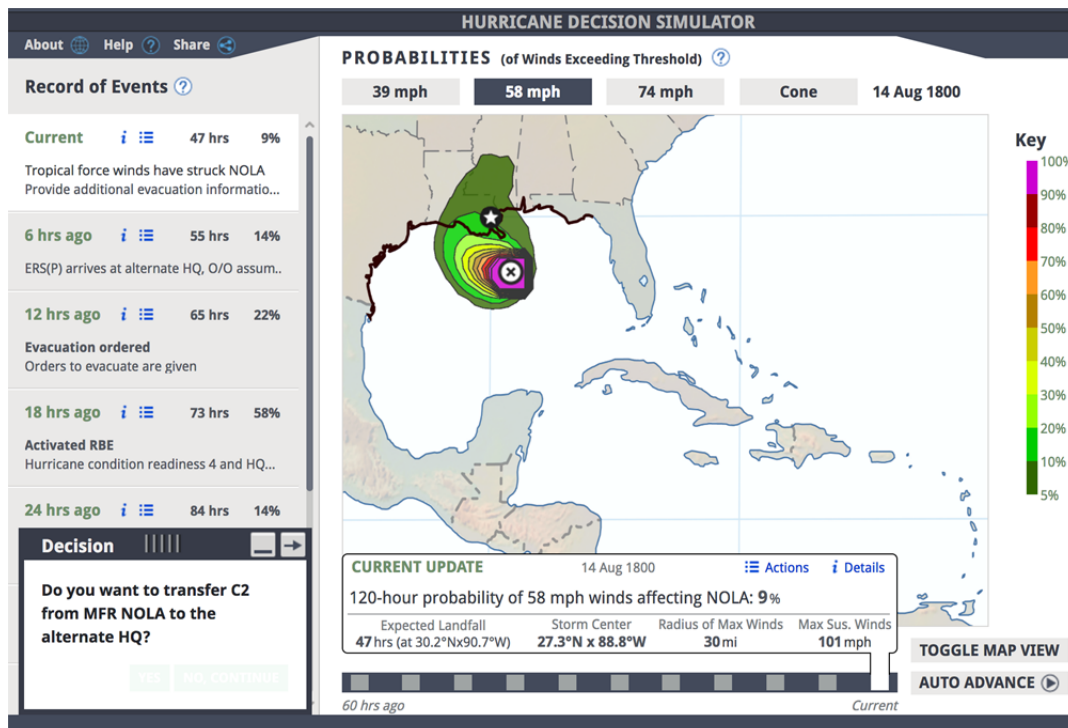 HURRICANE DECISION SIMULATOR
About Help ? Share
Record of Events ?
Current i 47 hrs 9%
Tropical force winds have struck NOLA
Provide additional evacuation informatio...
6 hrs ago i 55 hrs 14%
ERS(P) arrives at alternate HQ, O/O assum..
12 hrs ago i 65 hrs 22%
Evacuation ordered
Orders to evacuate are given
18 hrs ago i 73 hrs 58%
Activated RBE
Hurricane condition readiness 4 and HQ...
24 hrs ago i 84 hrs 14%
Decision
Do you want to transfer C2
from MFR NOLA to the
alternate HQ?
YES NO, CONTINUE
PROBABILITIES (of Winds Exceeding Threshold) ?
39 mph 58 mph 74 mph Cone 14 Aug 1800
Key
100%
90%
80%
70%
60%
50%
40%
30%
20%
10%
5%
CURRENT UPDATE 14 Aug 1800 Actions i Details
120-hour probability of 58 mph winds affecting NOLA: 9%
Expected Landfall Storm Center Radius of Max Winds Max Sus. Winds
47 hrs (at 30.2°Nx90.7°W) 27.3°N x 88.8°W 30 mi 101 mph
60 hrs ago Current
TOGGLE MAP VIEW
AUTO ADVANCE